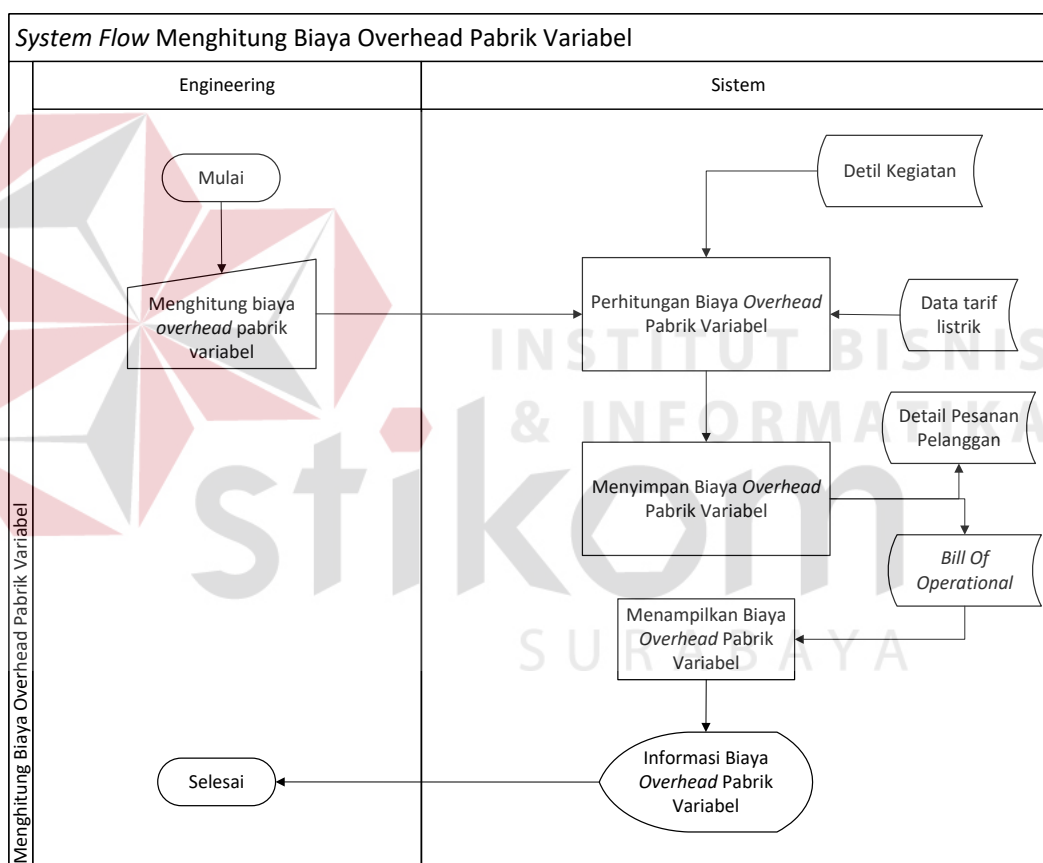 System Flow Menghitung Biaya Overhead Pabrik Variabel
Engineering
Sistem
Menghitung Biaya Overhead Pabrik Variabel
Mulai
Detil Kegiatan
Menghitung biaya
overhead pabrik
variabel
Perhitungan Biaya Overhead
Pabrik Variabel
Data tarif
listrik
Detail Pesanan
Pelanggan
Menyimpan Biaya Overhead
Pabrik Variabel
Bill Of
Operational
Menampilkan Biaya
Overhead Pabrik
Variabel
Informasi Biaya
Overhead Pabrik
Variabel
Selesai
INSTITUT BISNIS
& INFORMATIKA
stikom
SURABAYA